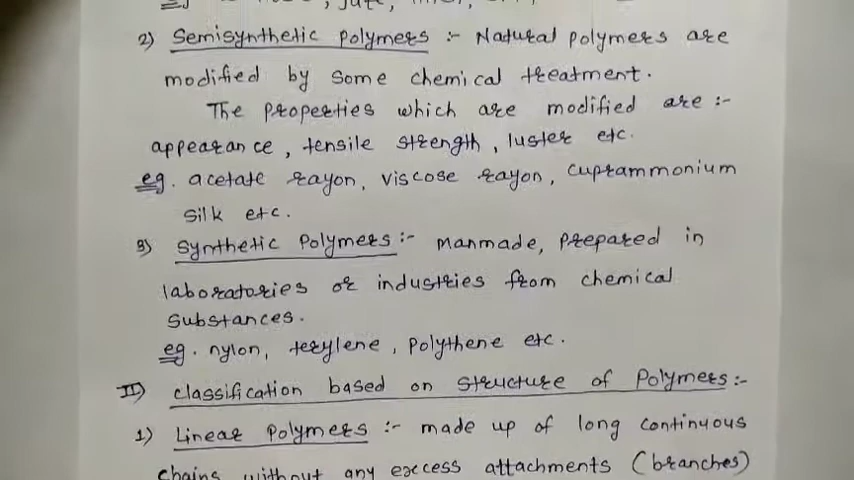 2) Semisynthetic Polymers :- Natural polymers are
modified by some chemical treatment.
The properties which are modified are :-
appearance, tensile strength, luster etc.
eg. acetate rayon, viscose rayon, cuprammonium
silk etc.
3) Synthetic Polymers :- Manmade, prepared in
laboratories or industries from chemical
substances.
eg. nylon, terylene, polythene etc.
II) classification based on structure of Polymers :-
1) Linear Polymers :- made up of long continuous
chains without any excess attachments (branches)